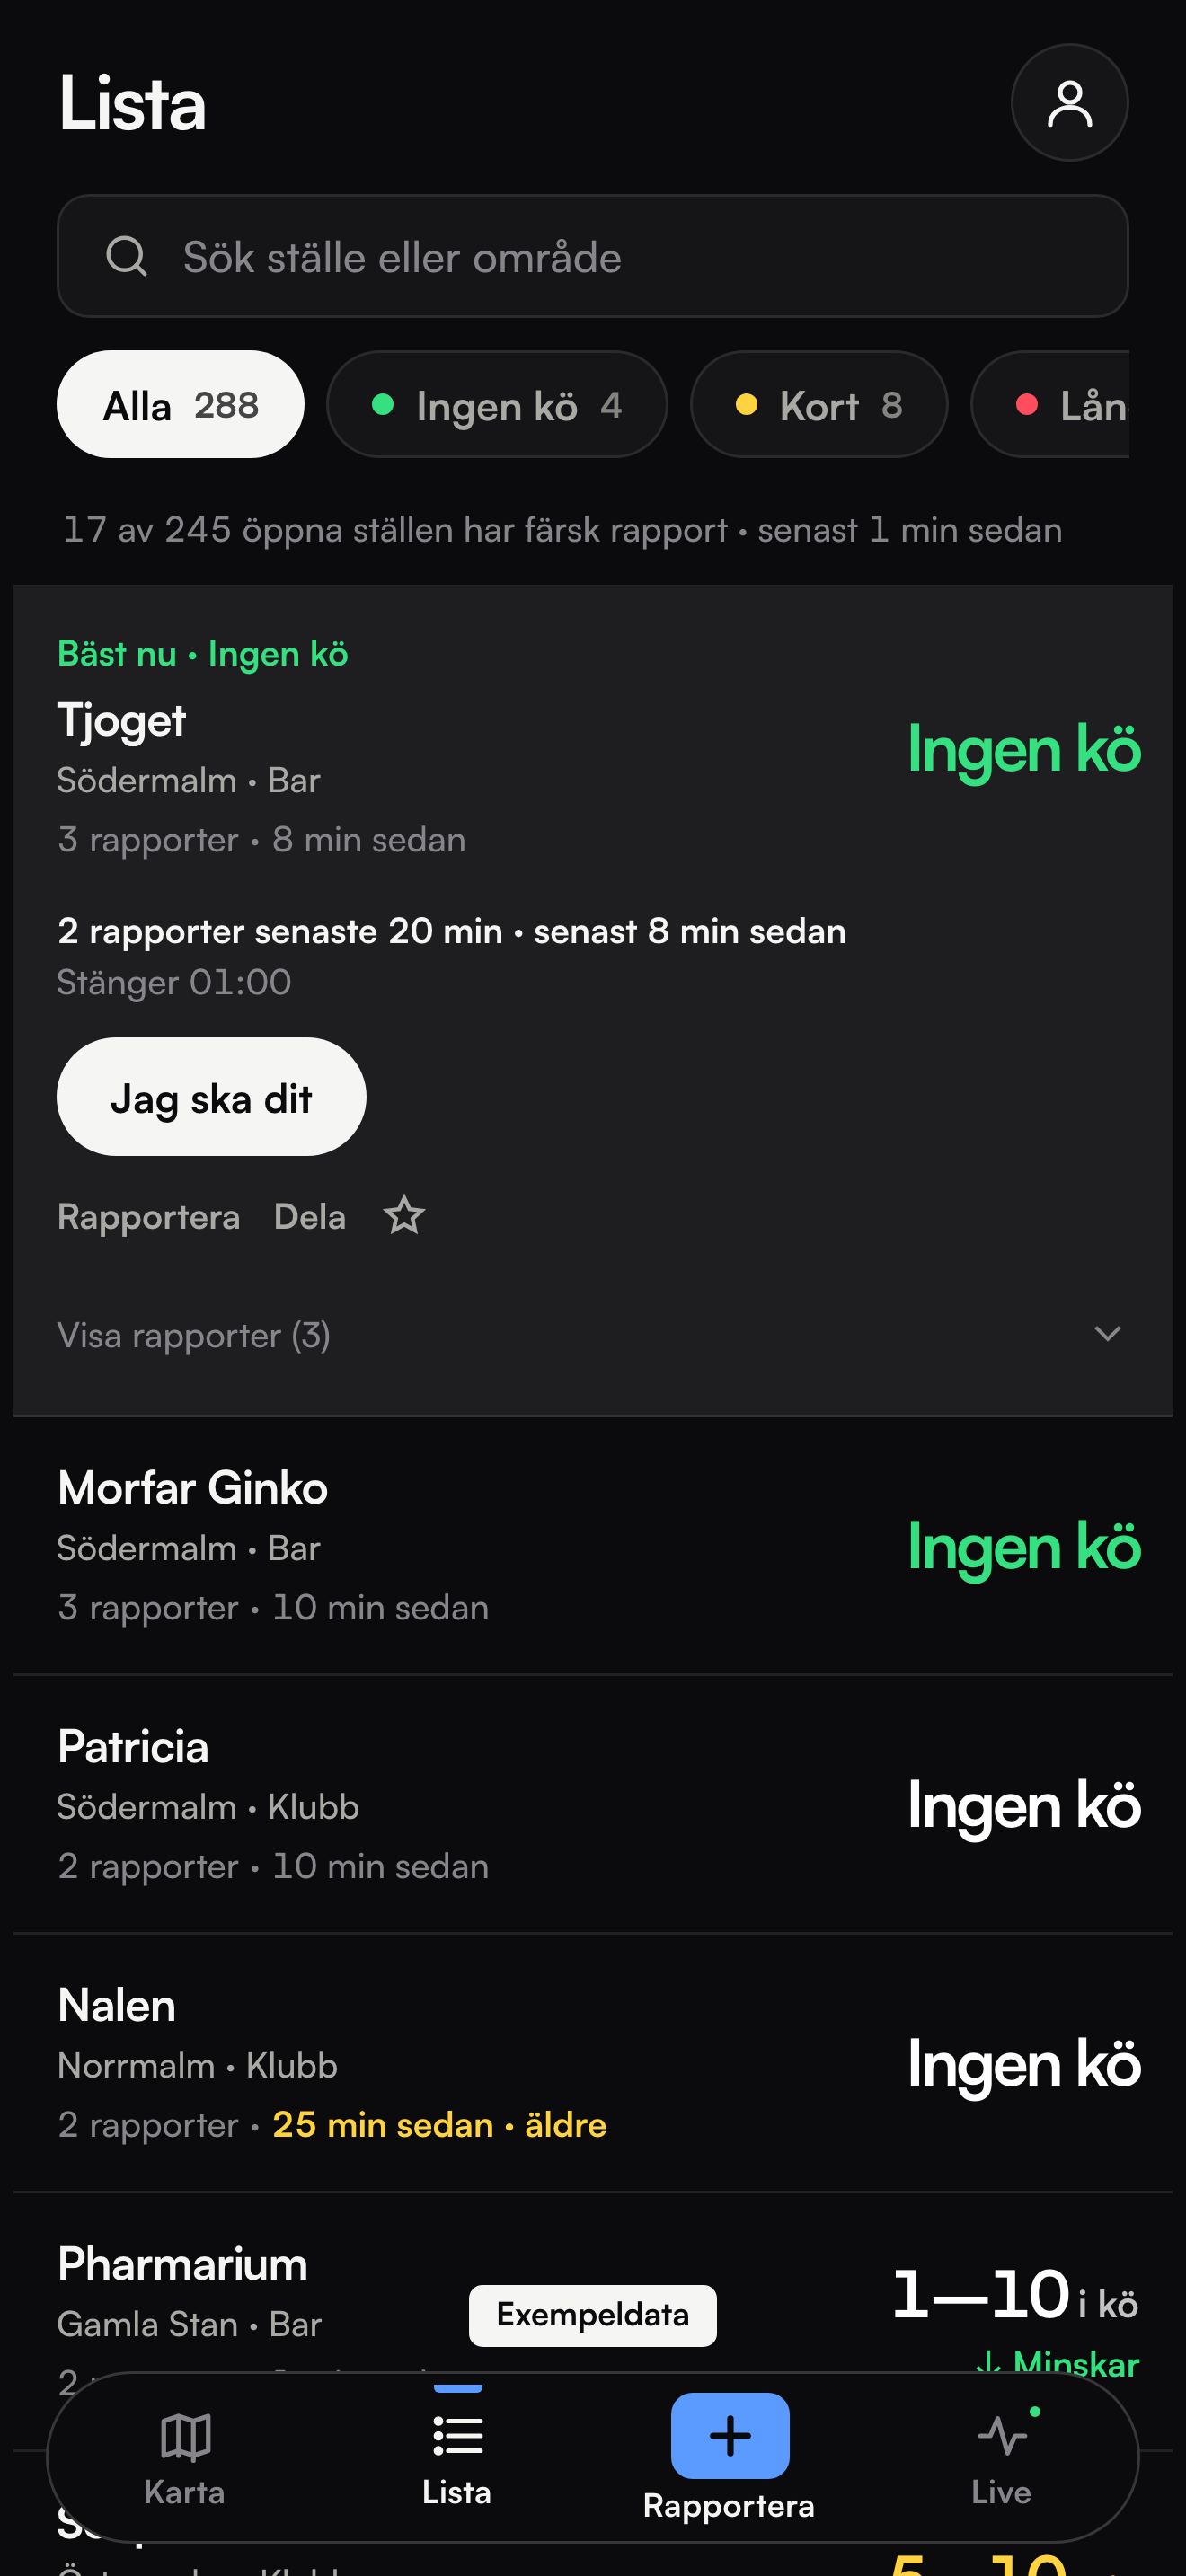 Lista
Sök ställe eller område
Alla 288 Ingen kö 4 Kort 8
17 av 245 öppna ställen har färsk rapport · senast 1 min sedan
Bäst nu · Ingen kö
Tjoget
Ingen kö
Södermalm · Bar
3 rapporter · 8 min sedan
2 rapporter senaste 20 min · senast 8 min sedan
Stänger 01:00
Jag ska dit
Rapportera Dela
Visa rapporter (3)
Morfar Ginko
Ingen kö
Södermalm · Bar
3 rapporter · 10 min sedan
Patricia
Ingen kö
Södermalm · Klubb
2 rapporter · 10 min sedan
Nalen
Ingen kö
Norrmalm · Klubb
2 rapporter · 25 min sedan · äldre
Pharmarium
1—10 i kö
Gamla Stan · Bar
Exempeldata
↓ Minskar
2
Karta
Lista
Rapportera
Live